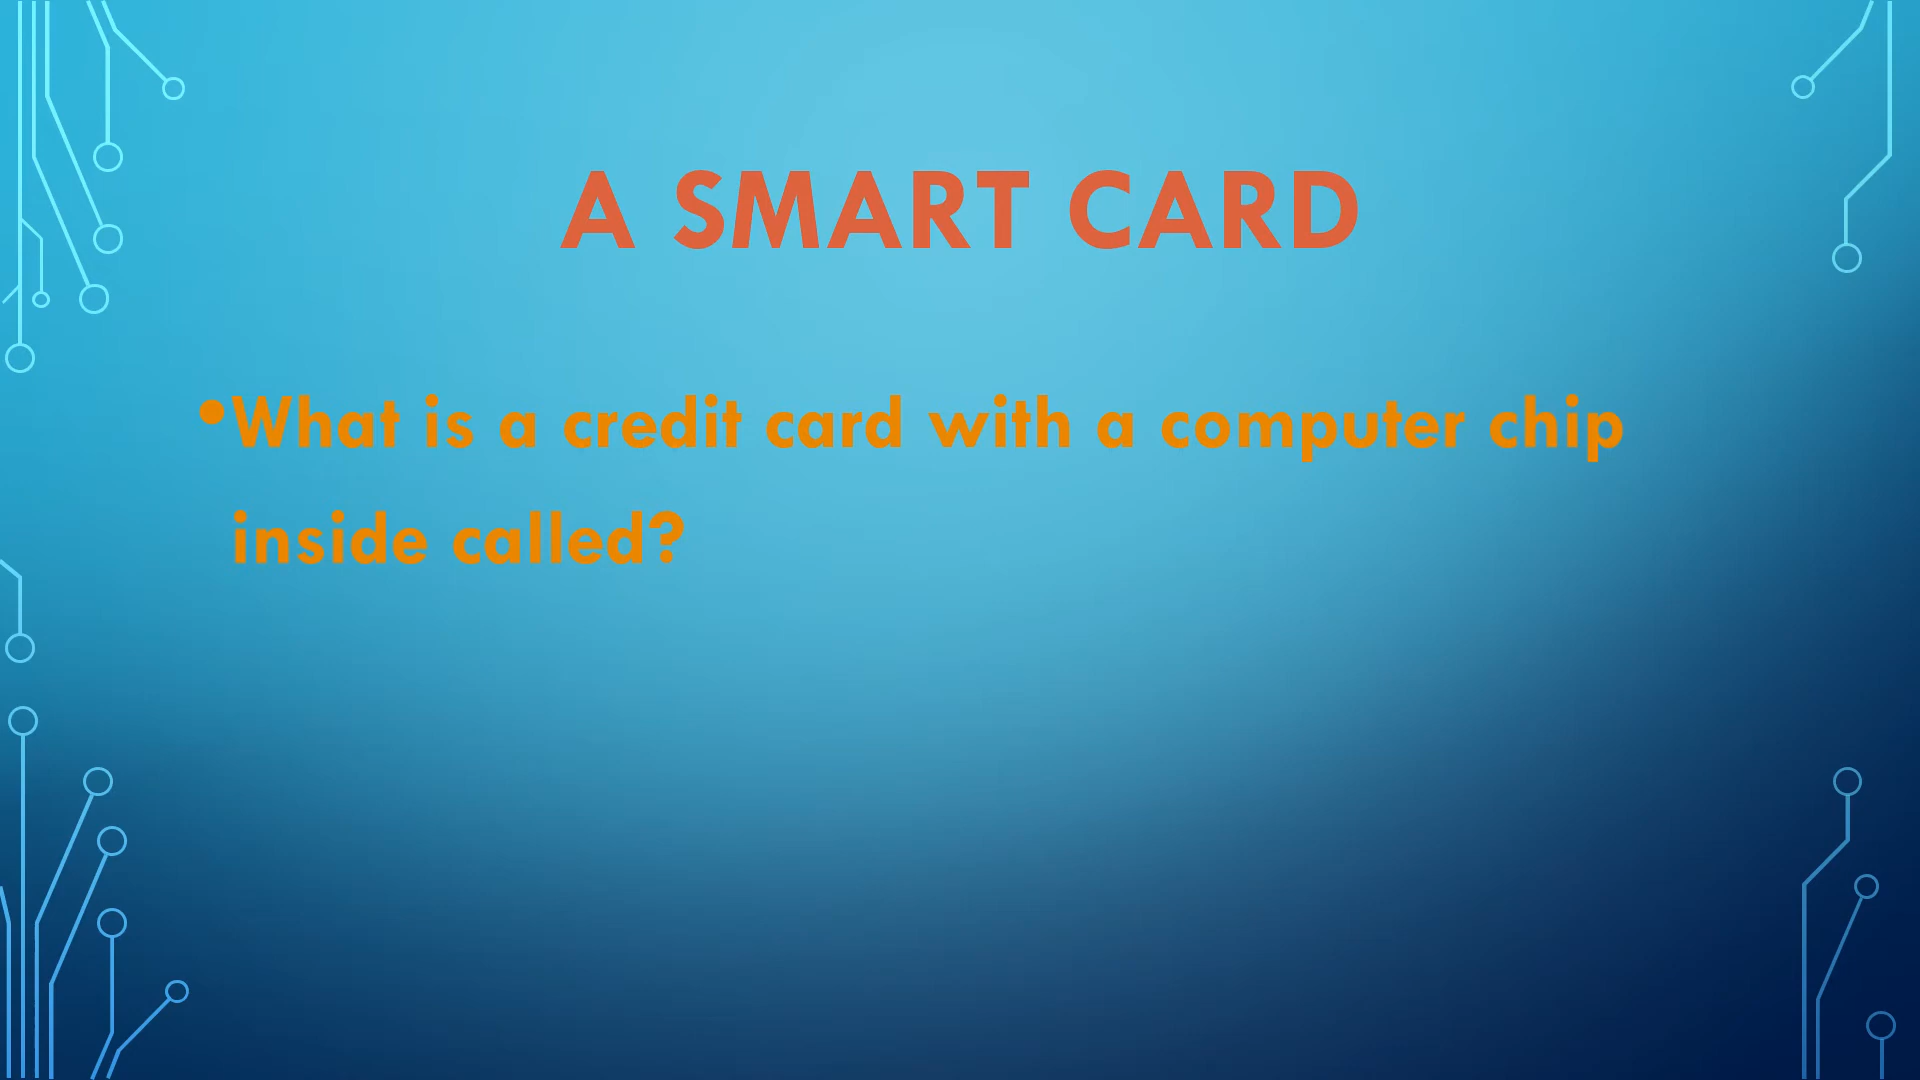 A SMART CARD
•What is a credit card with a computer chip
inside called?